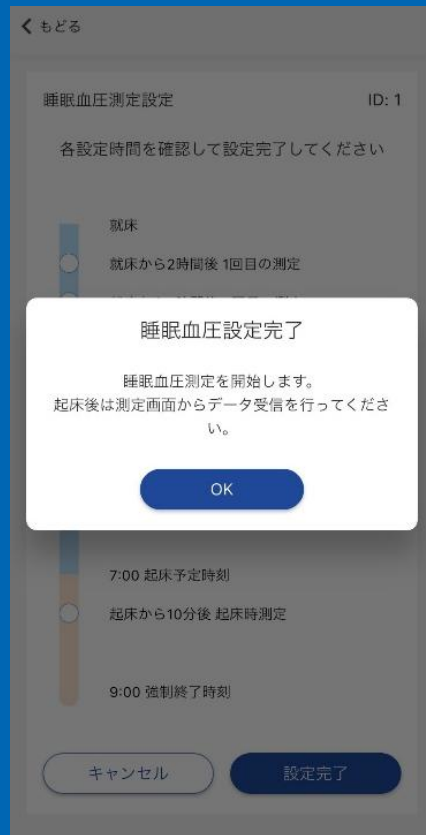 もどる
睡眠血圧測定設定 ID: 1
各設定時間を確認して設定完了してください
就床
就床から2時間後 1回目の測定
睡眠血圧設定完了
睡眠血圧測定を開始します。
起床後は測定画面からデータ受信を行ってくださ
い。
OK
7:00 起床予定時刻
起床から10分後 起床時測定
9:00 強制終了時刻
キャンセル 設定完了